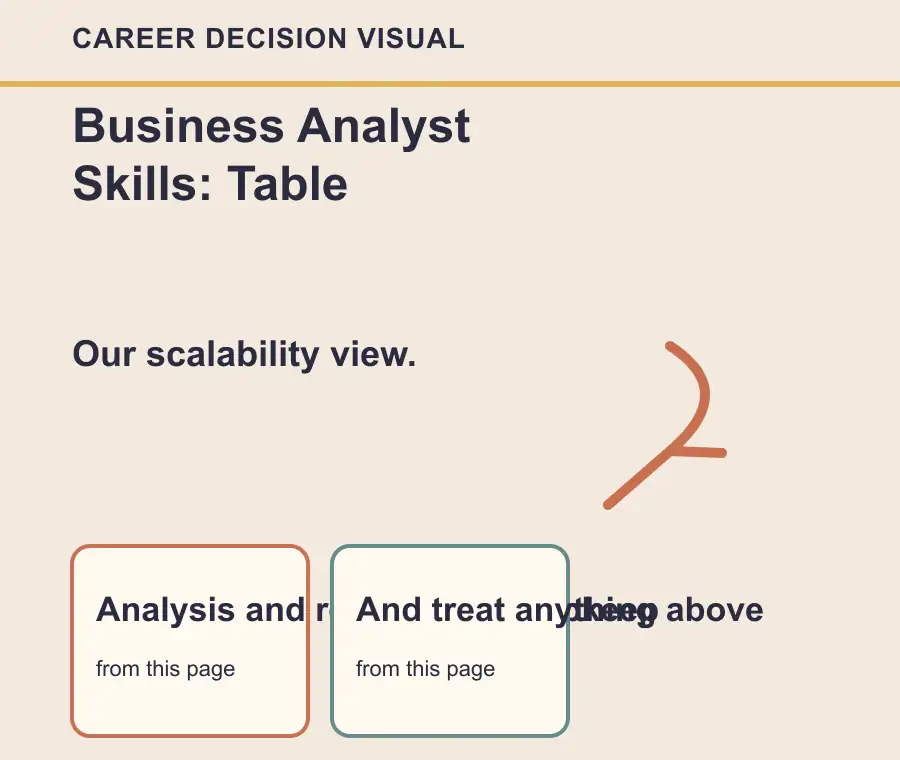 CAREER DECISION VISUAL
Business Analyst
Skills: Table
Our scalability view.
Analysis and
And treat anything above
from this page
from this page